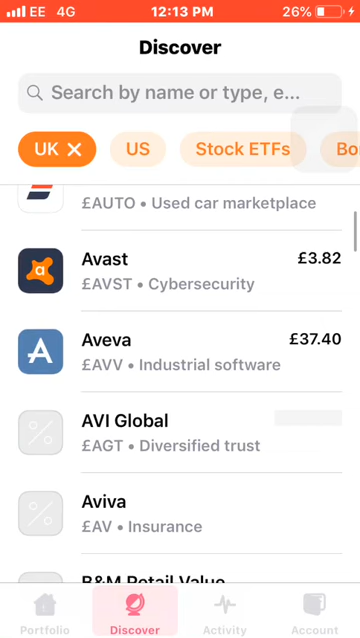 EE 4G 12:13 PM 26%
Discover
Search by name or type, e...
UK X US Stock ETFs Bo
£AUTO • Used car marketplace
Avast £3.82
£AVST • Cybersecurity
Aveva £37.40
£AVV • Industrial software
AVI Global
£AGT • Diversified trust
Aviva
£AV • Insurance
B&M Retail Value
Portfolio Discover Activity Account